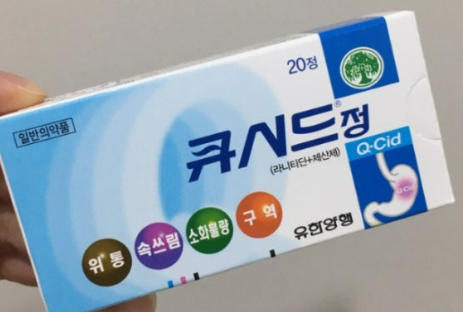 20정
일반의약품
큐시드®정
(라니티딘+제산제)
Q-Cid
위통
속쓰림
소화불량
구역
유한양행